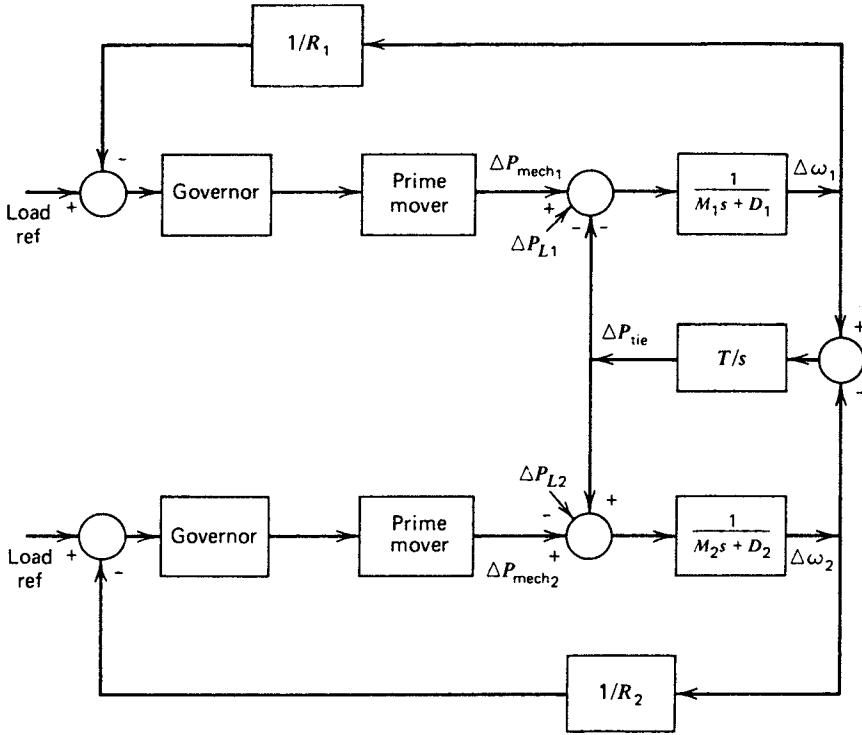 1/R₁
-
+
Load
ref
Governor
Prime
mover
ΔP_mech₁
+
ΔP_L1
-
-
1
M₁s + D₁
Δω₁
+
ΔP_tie
T/s
-
ΔP_L2
-
+
+
Load
ref
+
-
Governor
Prime
mover
ΔP_mech₂
1
M₂s + D₂
Δω₂
1/R₂